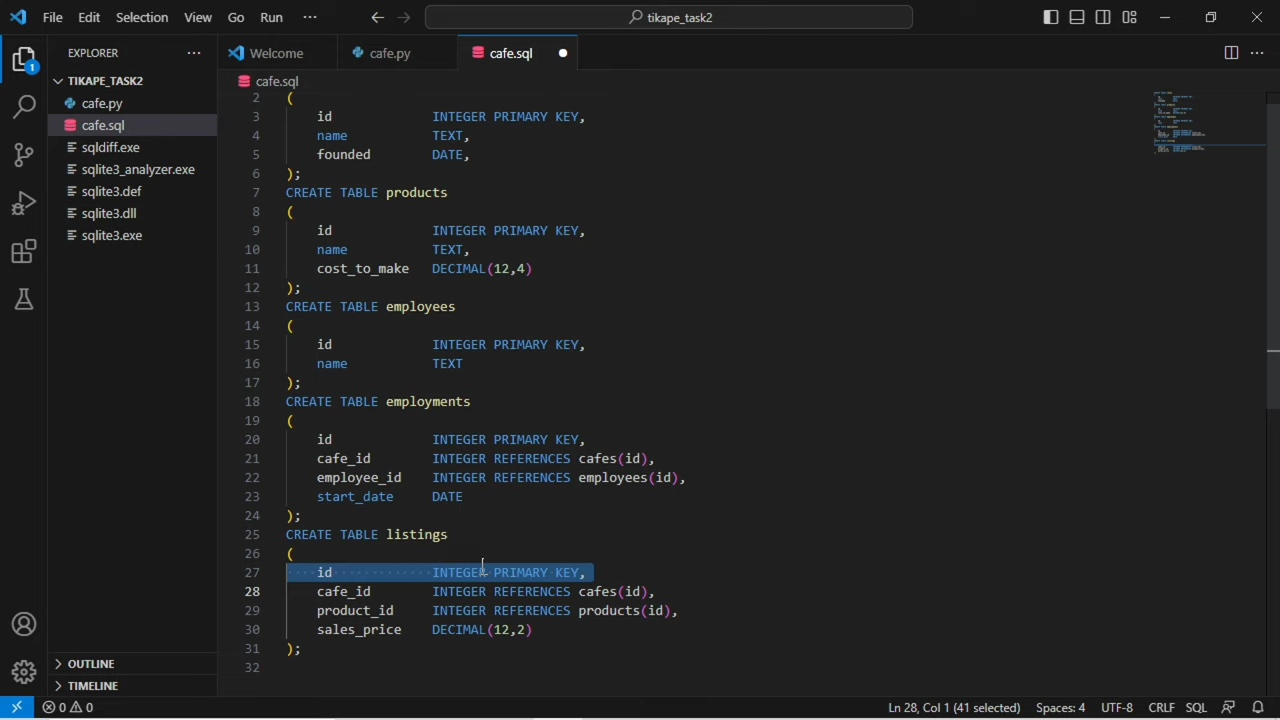 File Edit Selection View Go Run ··· tikape_task2
EXPLORER ···
TIKAPE_TASK2
cafe.py
cafe.sql
sqldiff.exe
sqlite3_analyzer.exe
sqlite3.def
sqlite3.dll
sqlite3.exe
OUTLINE
TIMELINE
1
Welcome cafe.py cafe.sql
cafe.sql
2 (
3 id INTEGER PRIMARY KEY,
4 name TEXT,
5 founded DATE,
6 );
7 CREATE TABLE products
8 (
9 id INTEGER PRIMARY KEY,
10 name TEXT,
11 cost_to_make DECIMAL(12,4)
12 );
13 CREATE TABLE employees
14 (
15 id INTEGER PRIMARY KEY,
16 name TEXT
17 );
18 CREATE TABLE employments
19 (
20 id INTEGER PRIMARY KEY,
21 cafe_id INTEGER REFERENCES cafes(id),
22 employee_id INTEGER REFERENCES employees(id),
23 start_date DATE
24 );
25 CREATE TABLE listings
26 (
27 id INTEGER PRIMARY KEY,
28 cafe_id INTEGER REFERENCES cafes(id),
29 product_id INTEGER REFERENCES products(id),
30 sales_price DECIMAL(12,2)
31 );
32
0 0 Ln 28, Col 1 (41 selected) Spaces: 4 UTF-8 CRLF SQL